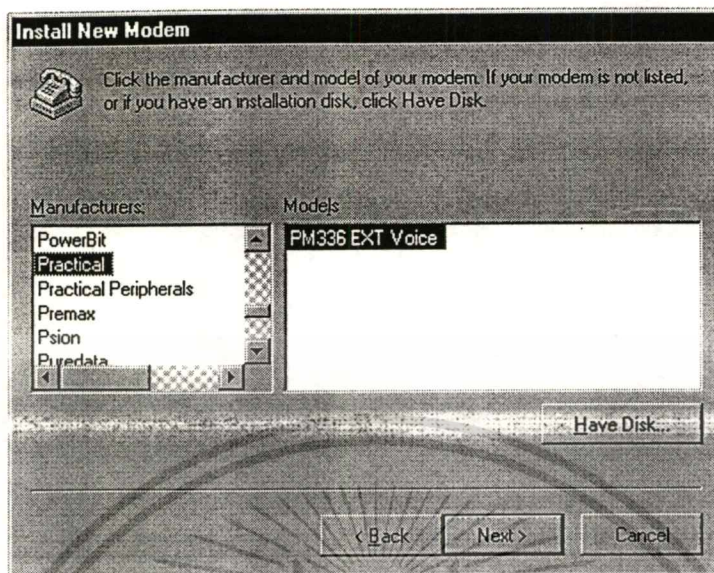 Install New Modem
Click the manufacturer and model of your modem. If your modem is not listed,
or if you have an installation disk, click Have Disk.
Manufacturers:
Models
PowerBit
Practical
Practical Peripherals
Premax
Psion
Puredata
PM336 EXT Voice
Have Disk...
< Back
Next >
Cancel